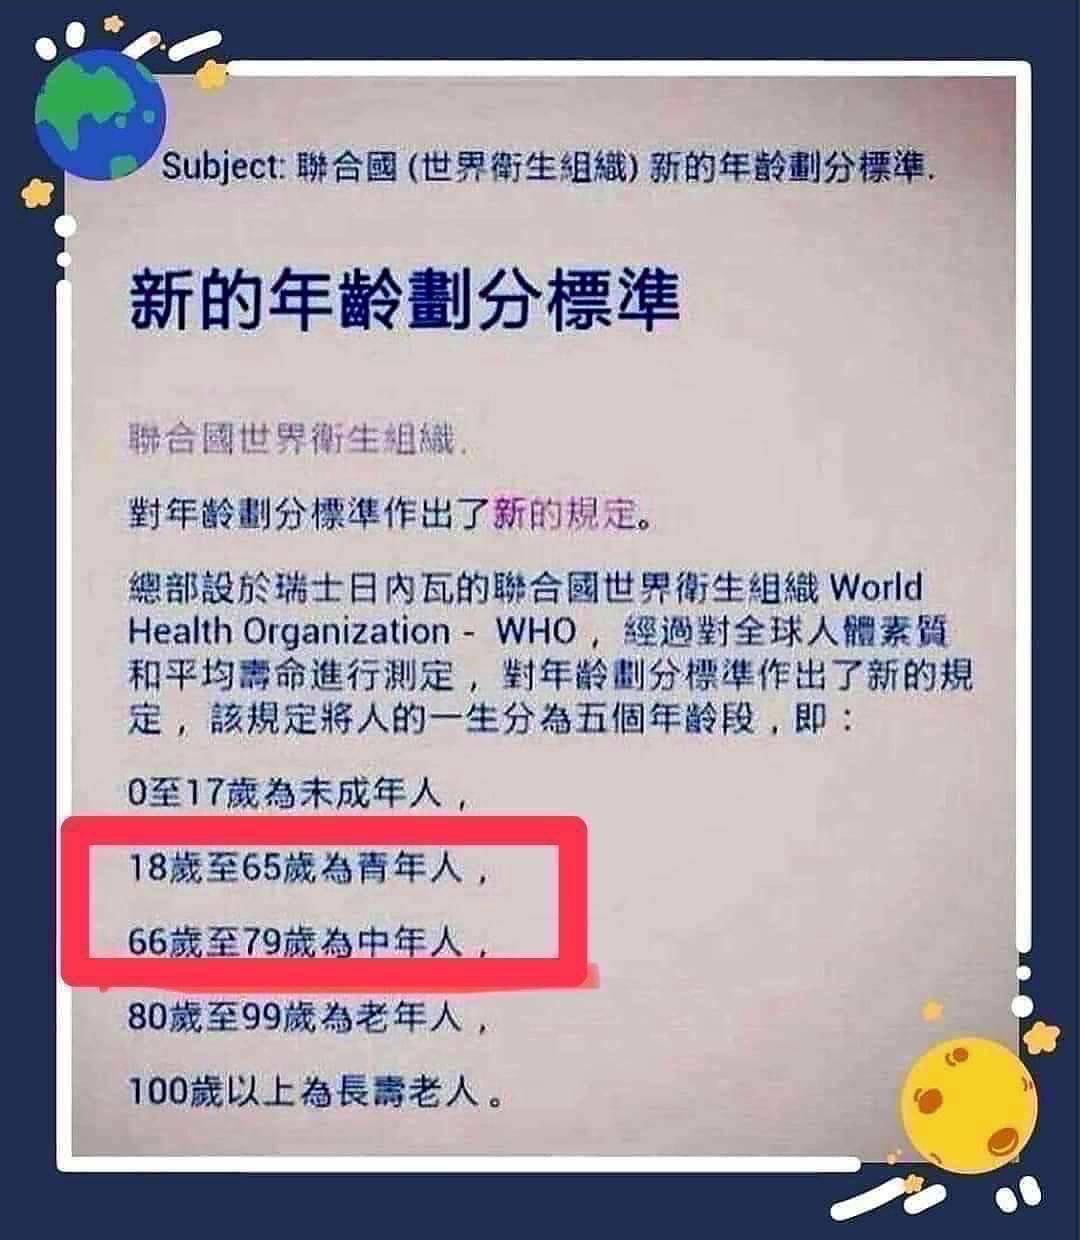 Subject: 聯合國 (世界衛生組織) 新的年齡劃分標準.
新的年齡劃分標準
聯合國世界衛生組織.
對年齡劃分標準作出了新的規定。
總部設於瑞士日內瓦的聯合國世界衛生組織 World
Health Organization - WHO , 經過對全球人體素質
和平均壽命進行測定 , 對年齡劃分標準作出了新的規
定 , 該規定將人的一生分為五個年齡段 , 即 :
0至17歲為未成年人 ,
18歲至65歲為青年人 ,
66歲至79歲為中年人 ,
80歲至99歲為老年人 ,
100歲以上為長壽老人 。